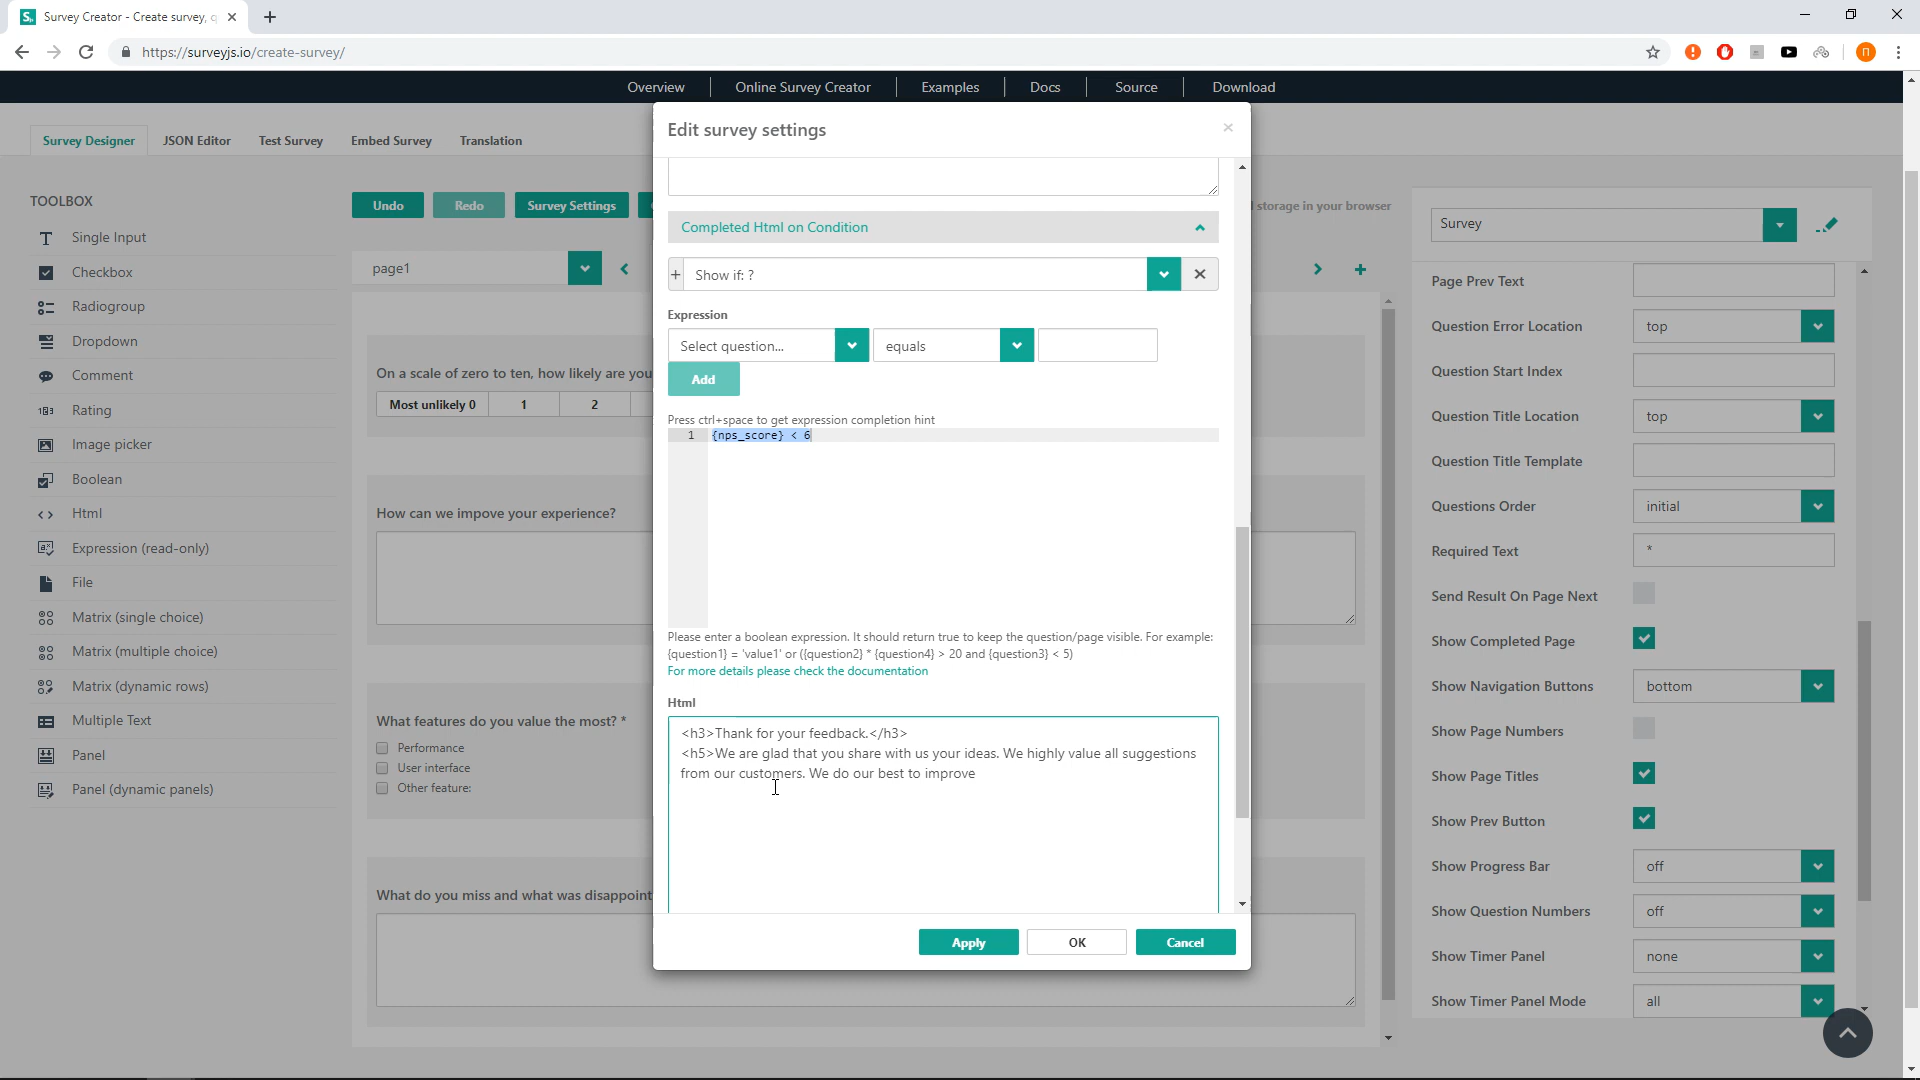 Survey Creator - Create survey, q
https://surveyjs.io/create-survey/
Overview
Online Survey Creator
Examples
Docs
Source
Download
Survey Designer
JSON Editor
Test Survey
Embed Survey
Translation
TOOLBOX
Single Input
Checkbox
Radiogroup
Dropdown
Comment
Rating
Image picker
Boolean
Html
Expression (read-only)
File
Matrix (single choice)
Matrix (multiple choice)
Matrix (dynamic rows)
Multiple Text
Panel
Panel (dynamic panels)
Undo
Redo
Survey Settings
storage in your browser
page1
On a scale of zero to ten, how likely are you
Most unlikely 0
1
2
How can we impove your experience?
What features do you value the most? *
Performance
User interface
Other feature:
What do you miss and what was disappoint
Edit survey settings
Completed Html on Condition
+ Show if: ?
Expression
Select question...
equals
Add
Press ctrl+space to get expression completion hint
1 {nps_score} < 6
Please enter a boolean expression. It should return true to keep the question/page visible. For example:
{question1} = 'value1' or ({question2} * {question4} > 20 and {question3} < 5)
For more details please check the documentation
Html
<h3>Thank for your feedback.</h3>
<h5>We are glad that you share with us your ideas. We highly value all suggestions
from our customers. We do our best to improve
Apply
OK
Cancel
Survey
Page Prev Text
Question Error Location
top
Question Start Index
Question Title Location
top
Question Title Template
Questions Order
initial
Required Text
*
Send Result On Page Next
Show Completed Page
Show Navigation Buttons
bottom
Show Page Numbers
Show Page Titles
Show Prev Button
Show Progress Bar
off
Show Question Numbers
off
Show Timer Panel
none
Show Timer Panel Mode
all